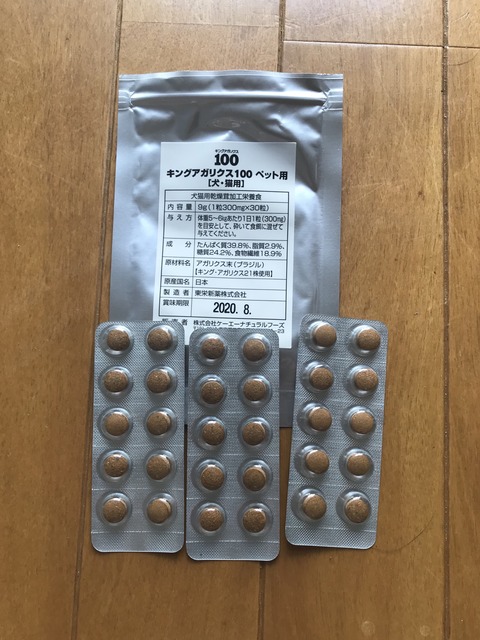 キングアガリクス
100
キングアガリクス100 ペット用
[犬・猫用]
犬猫用乾燥茸加工栄養食
内容量 9g(1粒300mg×30粒)
与え方 体重5~6kgあたり1日1粒(300mg)
を目安として、砕いて食餌に混ぜて
与えてください。
成分 たんぱく質39.8%、脂質2.9%、
糖質24.2%、食物繊維18.9%
原材料名 アガリクス末(ブラジル)
[キング・アガリクス21株使用]
原産国名 日本
製造者 東栄新薬株式会社
賞味期限 2020. 8.
株式会社ケーエーナチュラルフーズ